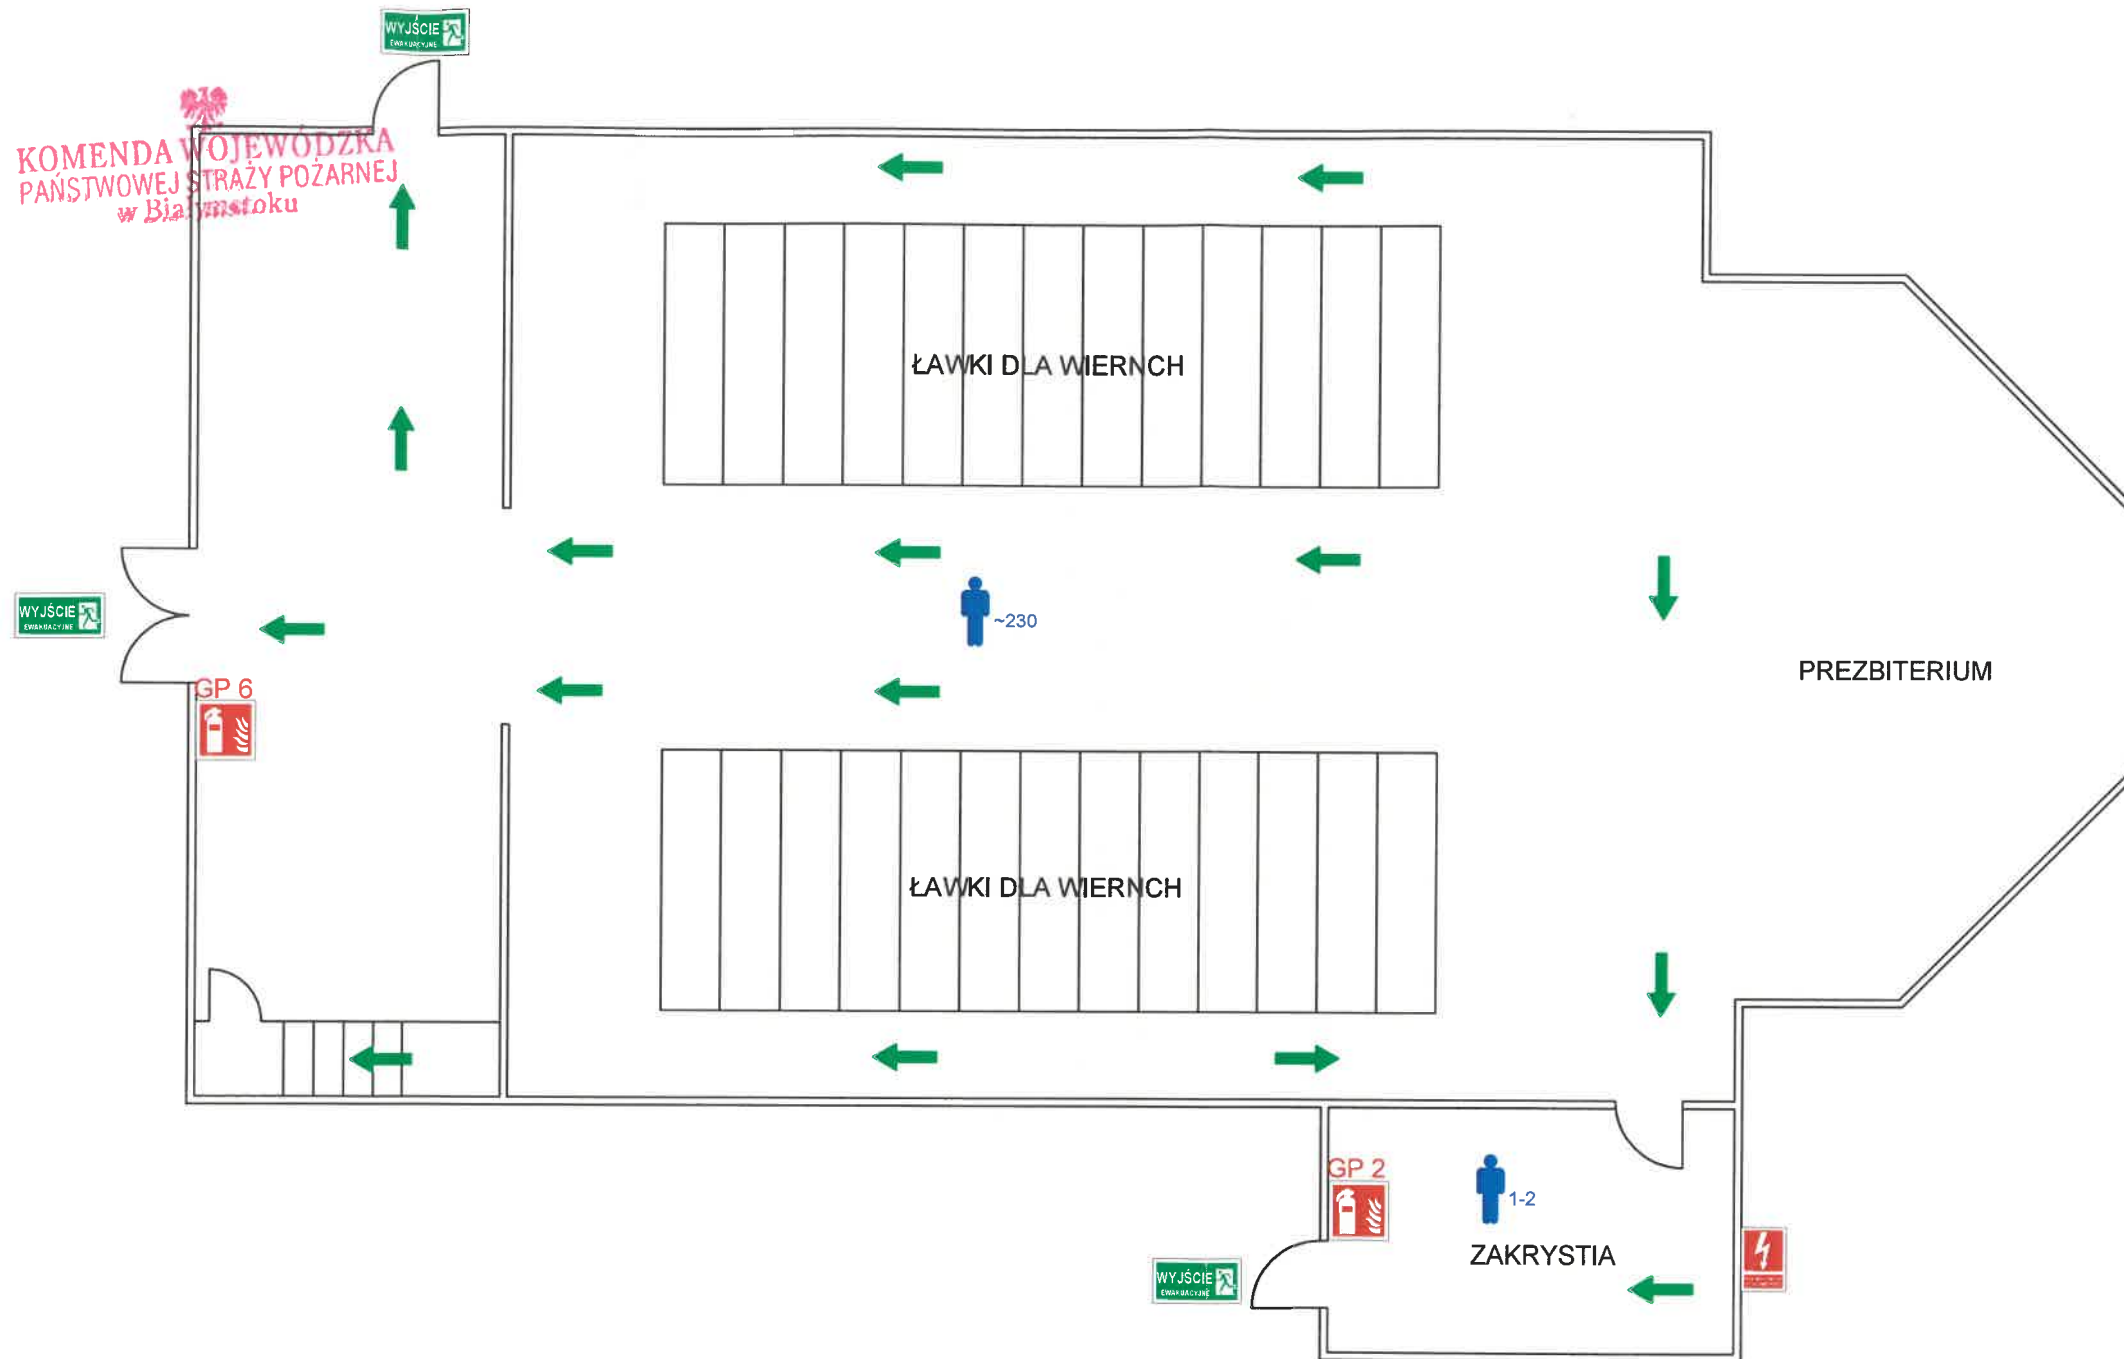 WYJŚCIE
EWAKUACYJNE
KOMENDA WOJEWÓDZKA
PAŃSTWOWEJ STRAŻY POŻARNEJ
w Białymstoku
ŁAWKI DLA WIERNCH
WYJŚCIE
EWAKUACYJNE
~230
PREZBITERIUM
GP 6
ŁAWKI DLA WIERNCH
GP 2
1-2
ZAKRYSTIA
WYJŚCIE
EWAKUACYJNE